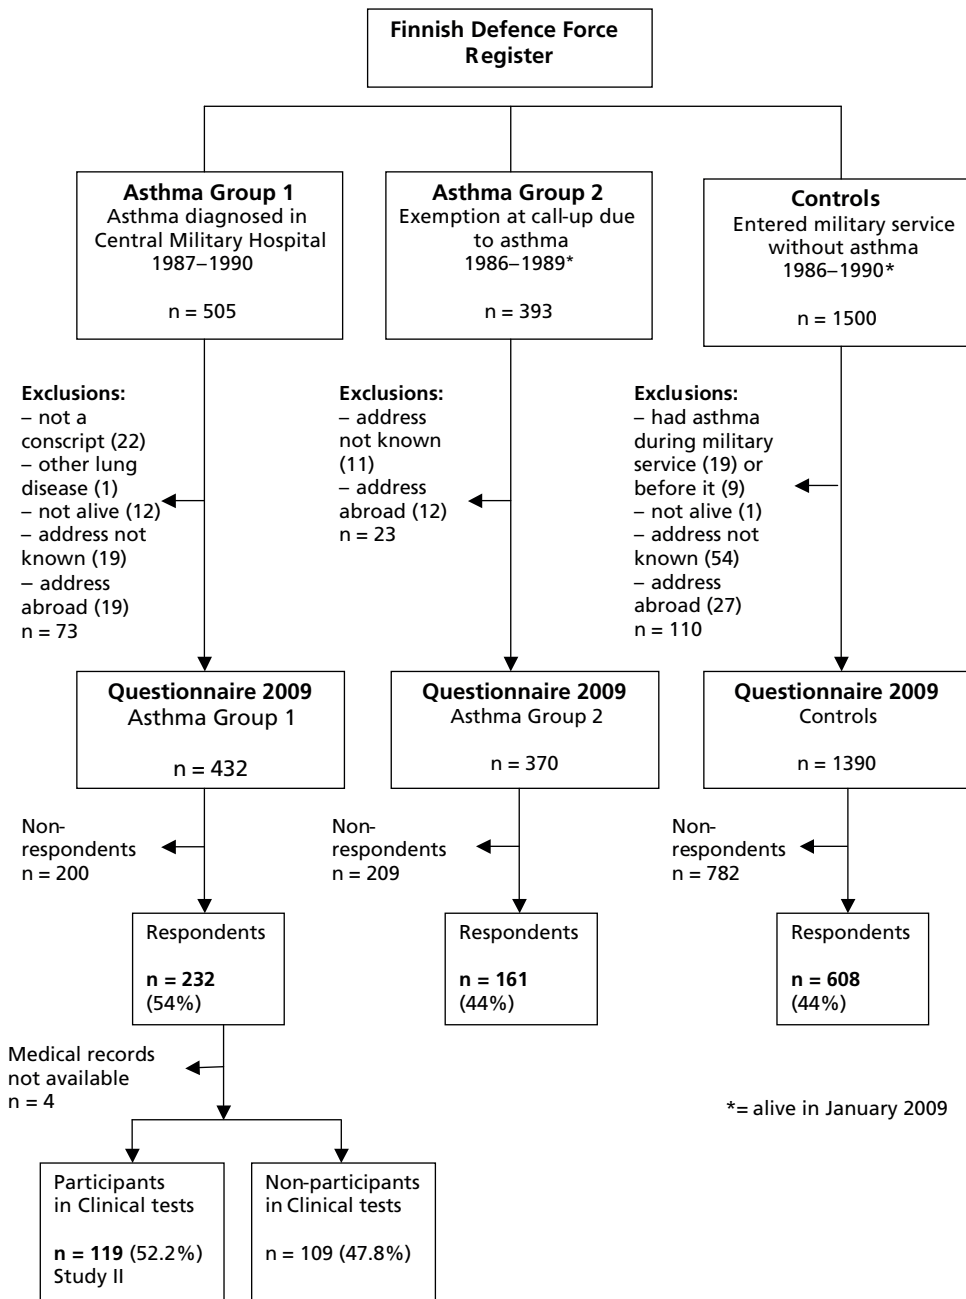 Finnish Defence Force
Register
Asthma Group 1
Asthma diagnosed in
Central Military Hospital
1987–1990
n = 505
Asthma Group 2
Exemption at call-up due
to asthma
1986–1989*
n = 393
Controls
Entered military service
without asthma
1986–1990*
n = 1500
Exclusions:
– not a
conscript (22)
– other lung
disease (1)
– not alive (12)
– address not
known (19)
– address
abroad (19)
n = 73
Exclusions:
– address
not known
(11)
– address
abroad (12)
n = 23
Exclusions:
– had asthma
during military
service (19) or
before it (9)
– not alive (1)
– address not
known (54)
– address
abroad (27)
n = 110
Questionnaire 2009
Asthma Group 1
n = 432
Questionnaire 2009
Asthma Group 2
n = 370
Questionnaire 2009
Controls
n = 1390
Non-
respondents
n = 200
Non-
respondents
n = 209
Non-
respondents
n = 782
Respondents
n = 232
(54%)
Respondents
n = 161
(44%)
Respondents
n = 608
(44%)
Medical records
not available
n = 4
*= alive in January 2009
Participants
in Clinical tests
n = 119 (52.2%)
Study II
Non-participants
in Clinical tests
n = 109 (47.8%)